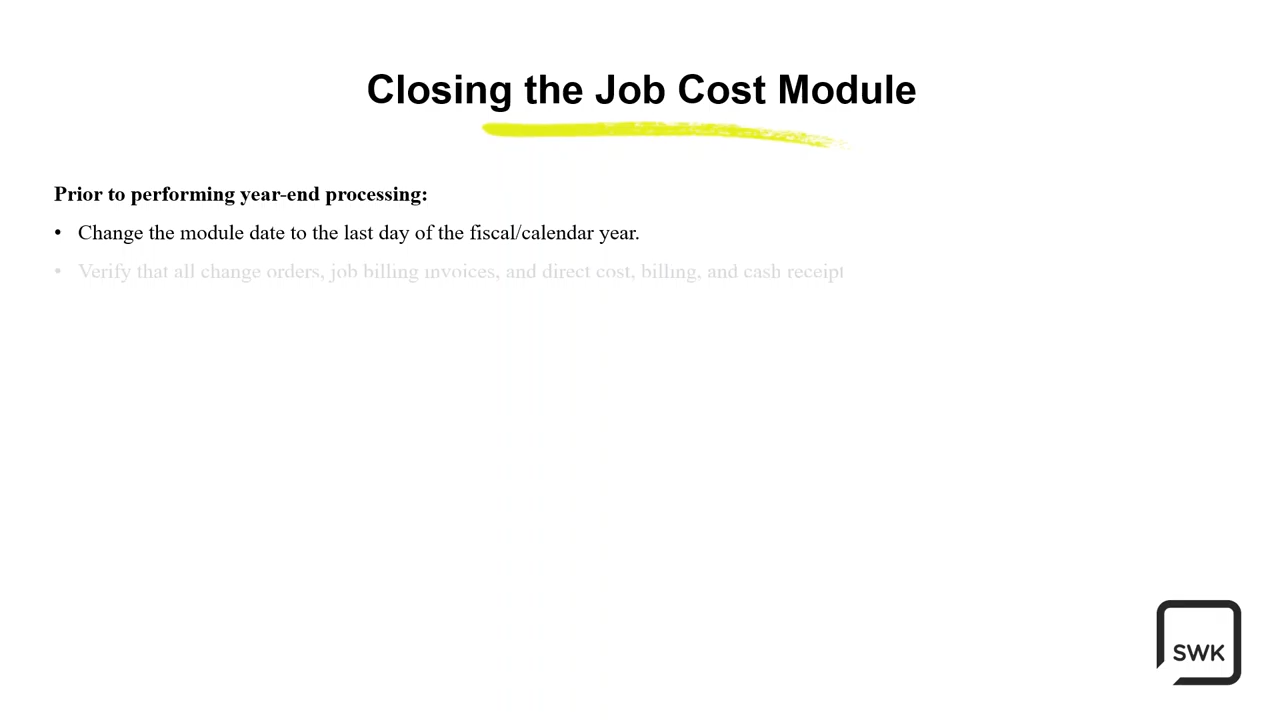 Closing the Job Cost Module
Prior to performing year-end processing:
• Change the module date to the last day of the fiscal/calendar year.
• Verify that all change orders, job billing invoices, and direct cost, billing, and cash receipt
SWK